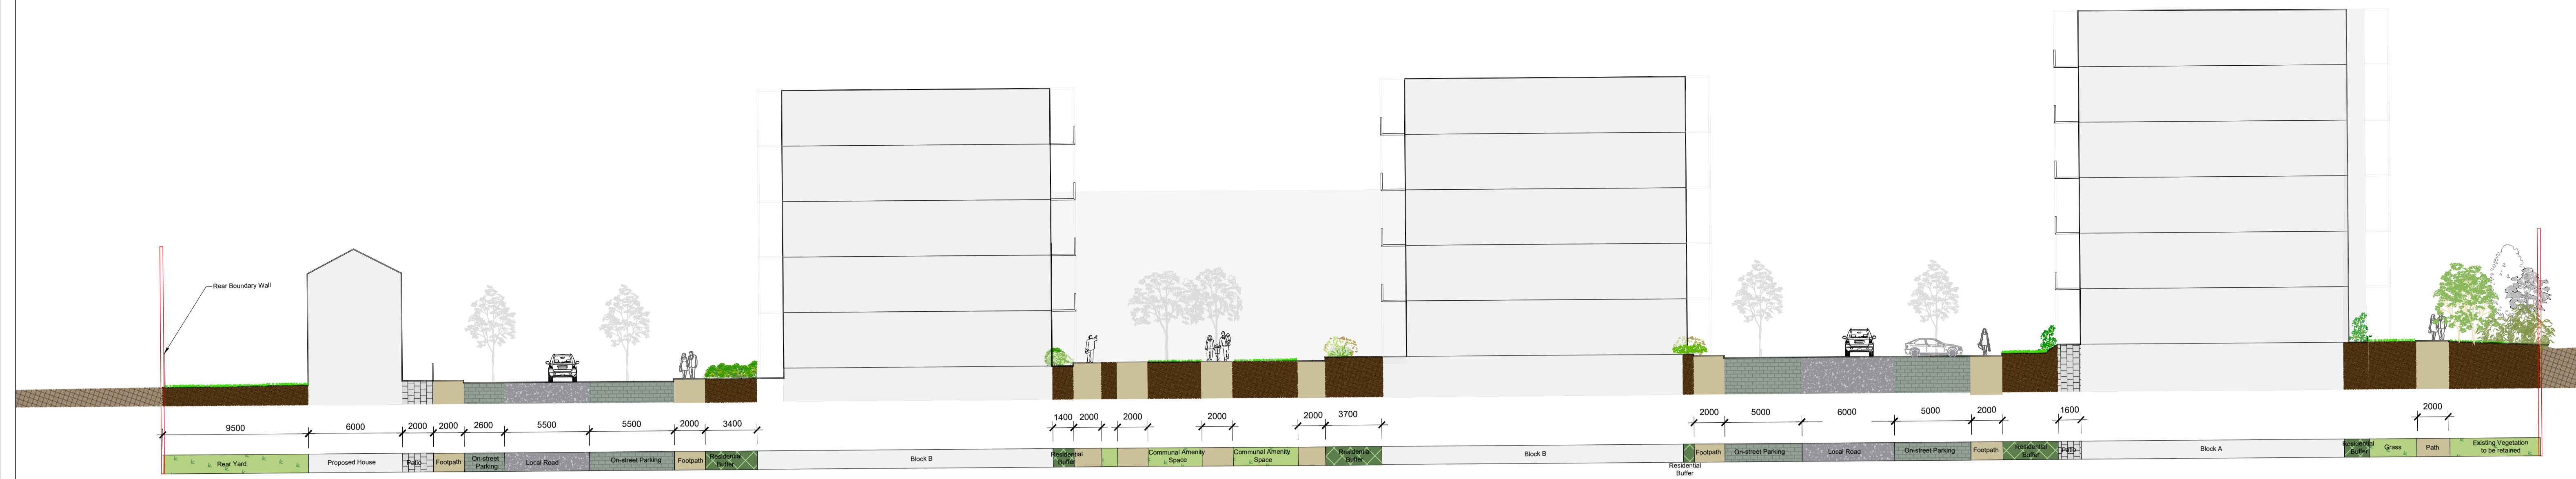 Rear Boundary Wall
9500
6000
2000
2000
2600
5500
5500
2000
3400
1400
2000
2000
2000
2000
3700
2000
5000
6000
5000
2000
1600
2000
Rear Yard
Proposed House
Patio
Footpath
On-street
Parking
Local Road
On-street Parking
Footpath
Residential
Buffer
Block B
Residential
Buffer
Communal Amenity
Space
Communal Amenity
Space
Residential
Buffer
Block B
Residential
Buffer
Footpath
On-street Parking
Local Road
On-street Parking
Footpath
Residential
Buffer
Patio
Block A
Residential
Buffer
Grass
Path
Existing Vegetation
to be retained